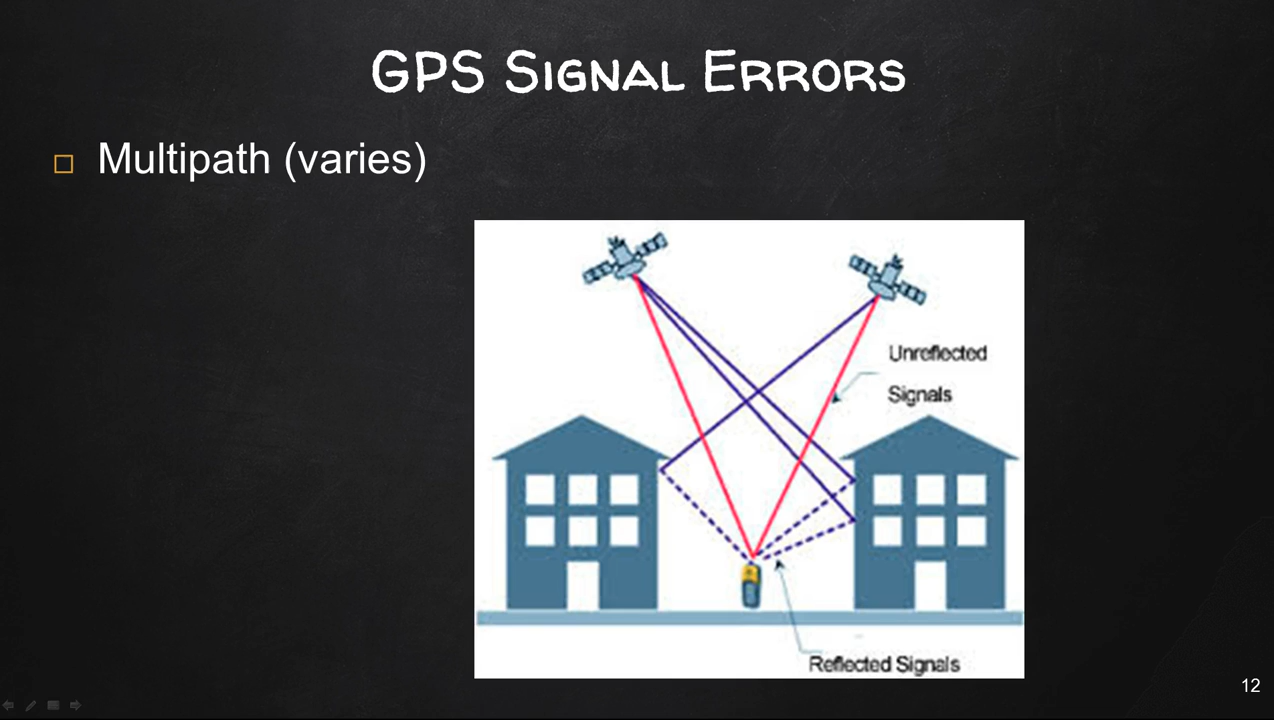 GPS SIGNAL ERRORS
Multipath (varies)
Unreflected
Signals
Reflected Signals
12